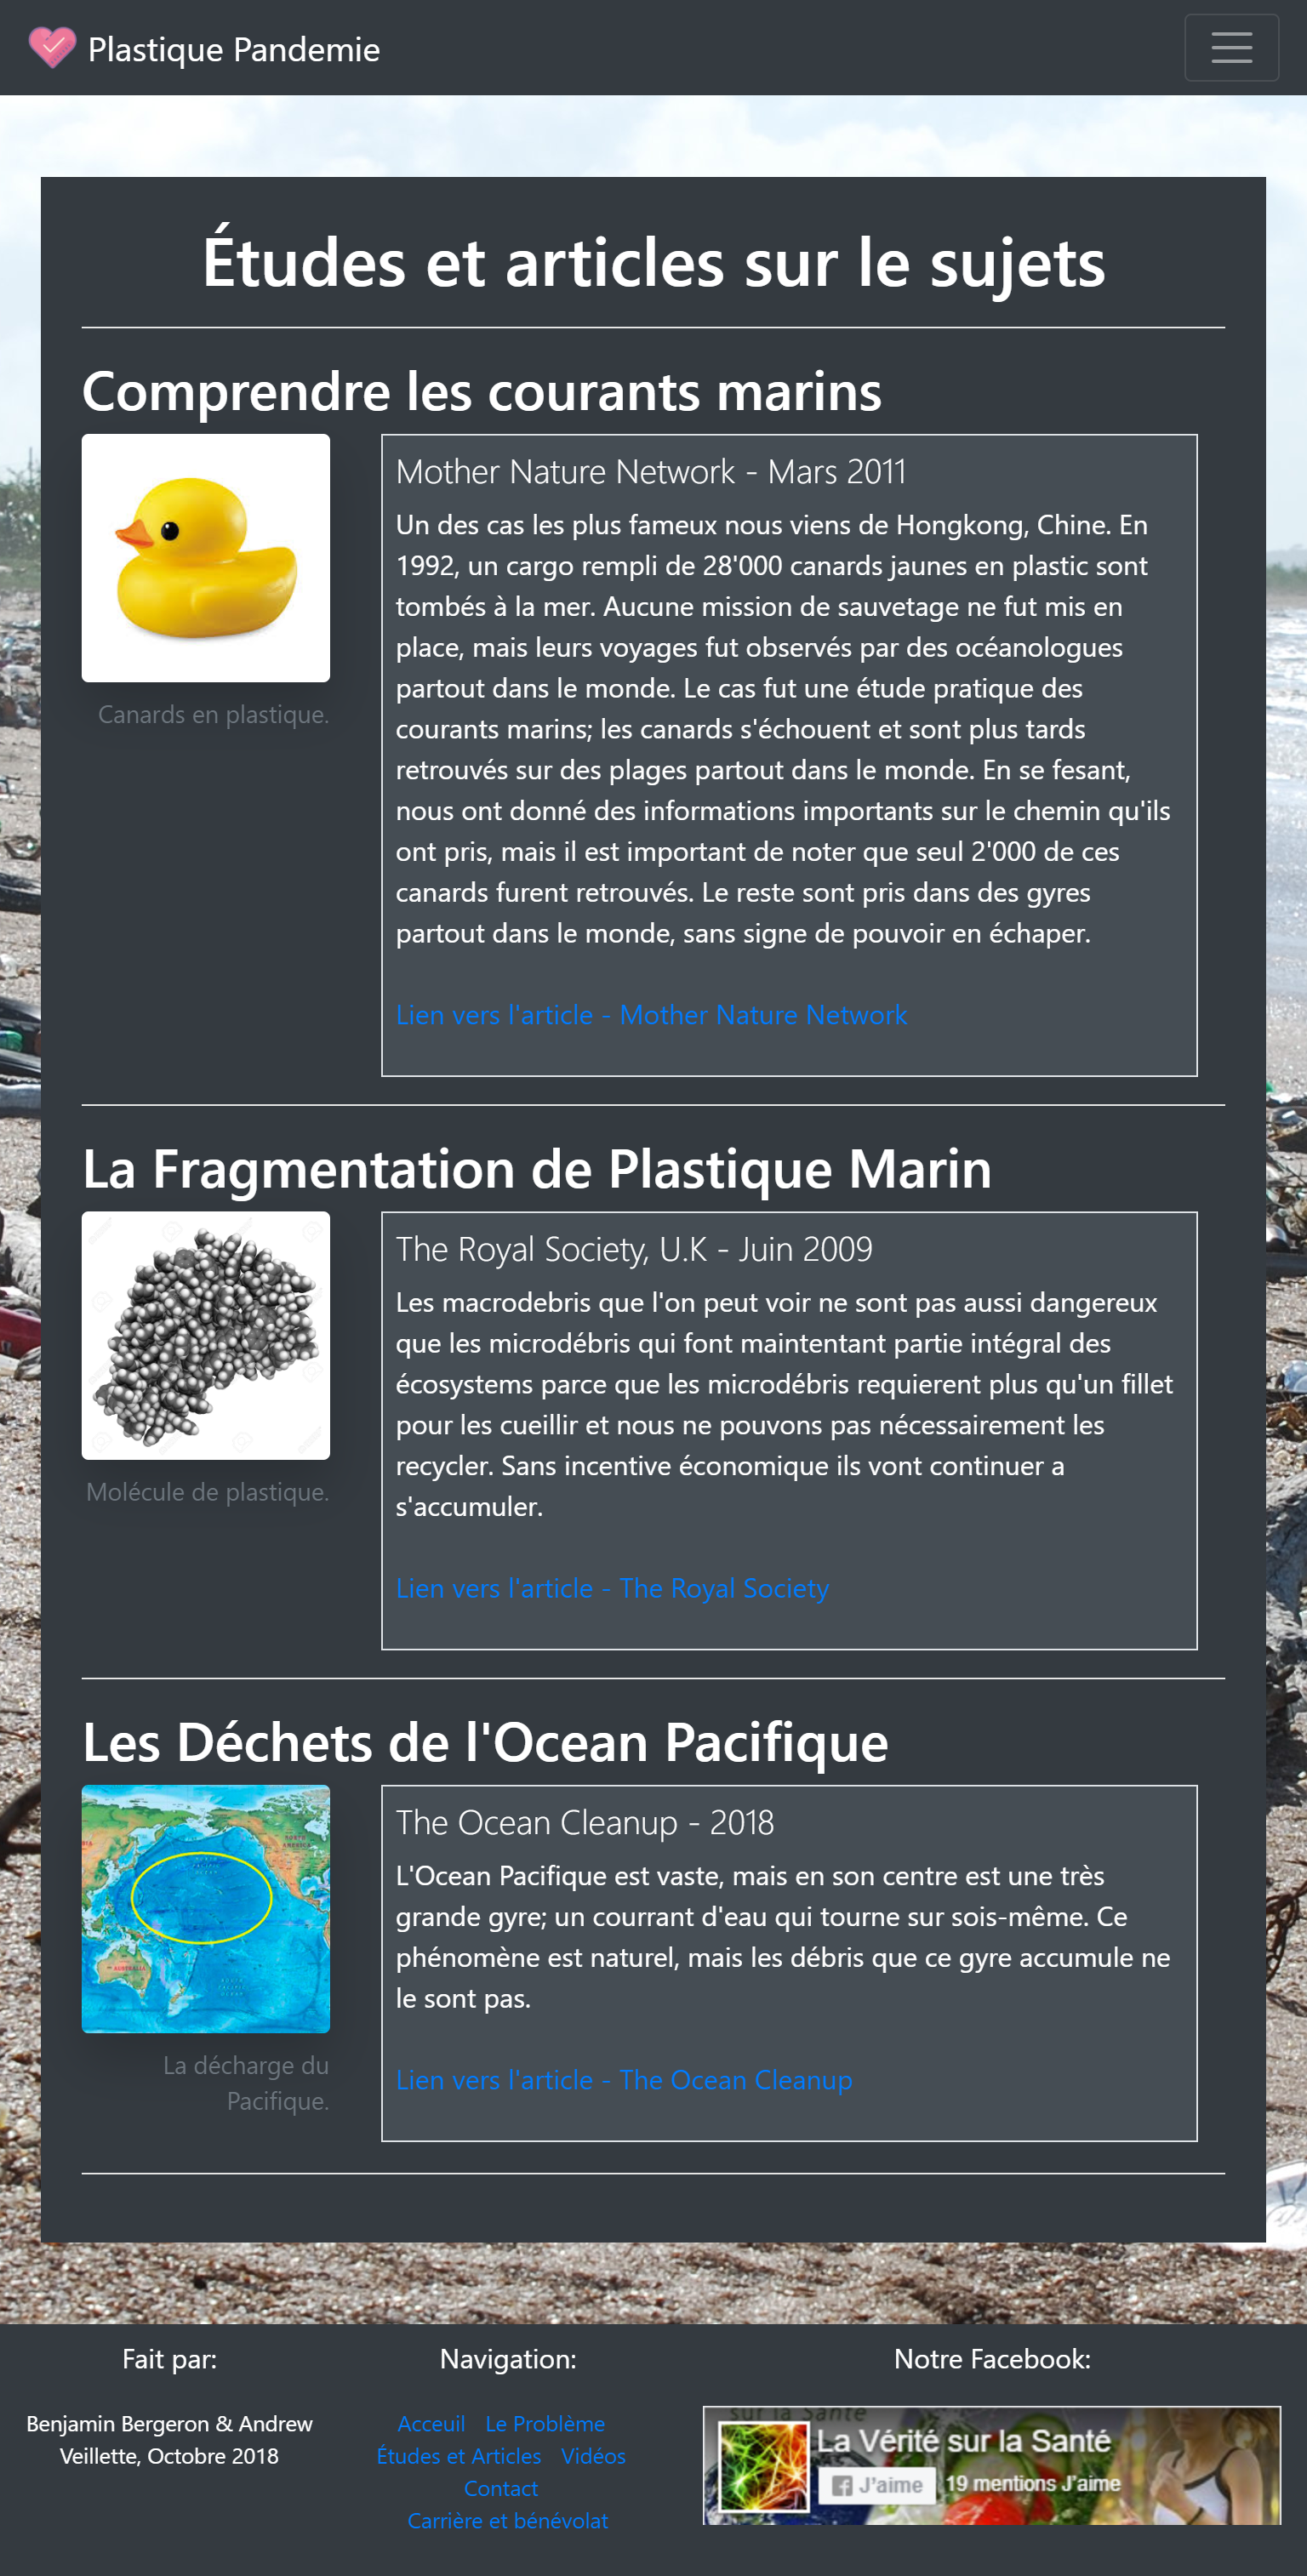 Plastique Pandemie
Études et articles sur le sujets
Comprendre les courants marins
Mother Nature Network - Mars 2011
Un des cas les plus fameux nous viens de Hongkong, Chine. En
1992, un cargo rempli de 28'000 canards jaunes en plastic sont
tombés à la mer. Aucune mission de sauvetage ne fut mis en
place, mais leurs voyages fut observés par des océanologues
partout dans le monde. Le cas fut une étude pratique des
courants marins; les canards s'échouent et sont plus tards
retrouvés sur des plages partout dans le monde. En se fesant,
nous ont donné des informations importants sur le chemin qu'ils
ont pris, mais il est important de noter que seul 2'000 de ces
canards furent retrouvés. Le reste sont pris dans des gyres
partout dans le monde, sans signe de pouvoir en échaper.
Lien vers l'article - Mother Nature Network
Canards en plastique.
La Fragmentation de Plastique Marin
The Royal Society, U.K - Juin 2009
Les macrodebris que l'on peut voir ne sont pas aussi dangereux
que les microdébris qui font maintentant partie intégral des
écosystems parce que les microdébris requierent plus qu'un fillet
pour les cueillir et nous ne pouvons pas nécessairement les
recycler. Sans incentive économique ils vont continuer a
s'accumuler.
Lien vers l'article - The Royal Society
Molécule de plastique.
Les Déchets de l'Ocean Pacifique
The Ocean Cleanup - 2018
L'Ocean Pacifique est vaste, mais en son centre est une très
grande gyre; un courrant d'eau qui tourne sur sois-même. Ce
phénomène est naturel, mais les débris que ce gyre accumule ne
le sont pas.
Lien vers l'article - The Ocean Cleanup
NORTH
AMERICA
AUSTRALIA
La décharge du
Pacifique.
Fait par:
Benjamin Bergeron & Andrew
Veillette, Octobre 2018
Navigation:
Acceuil Le Problème
Études et Articles Vidéos
Contact
Carrière et bénévolat
Notre Facebook:
sur la Santé
La Vérité sur la Santé
J'aime 19 mentions J'aime